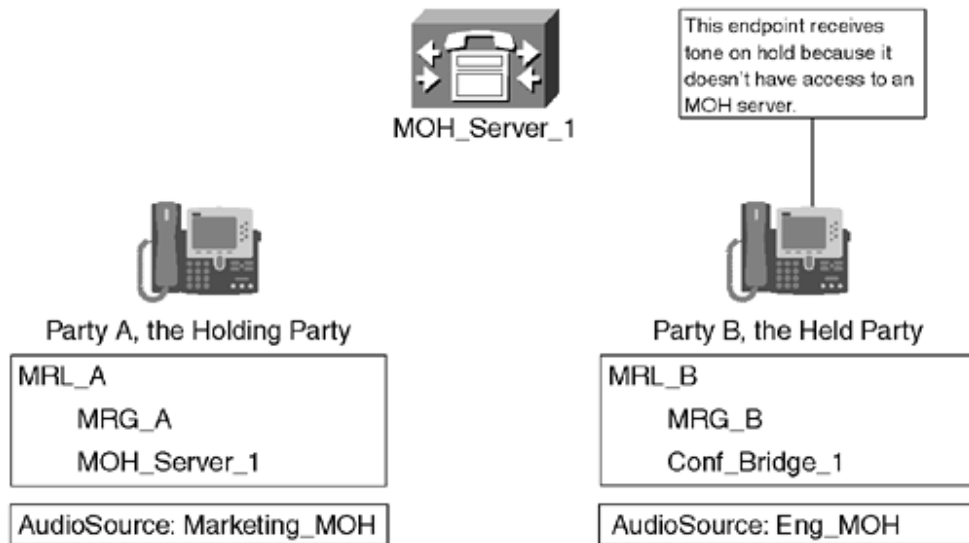 This endpoint receives
tone on hold because it
doesn't have access to an
MOH server.
MOH_Server_1
Party A, the Holding Party
MRL_A
MRG_A
MOH_Server_1
AudioSource: Marketing_MOH
Party B, the Held Party
MRL_B
MRG_B
Conf_Bridge_1
AudioSource: Eng_MOH